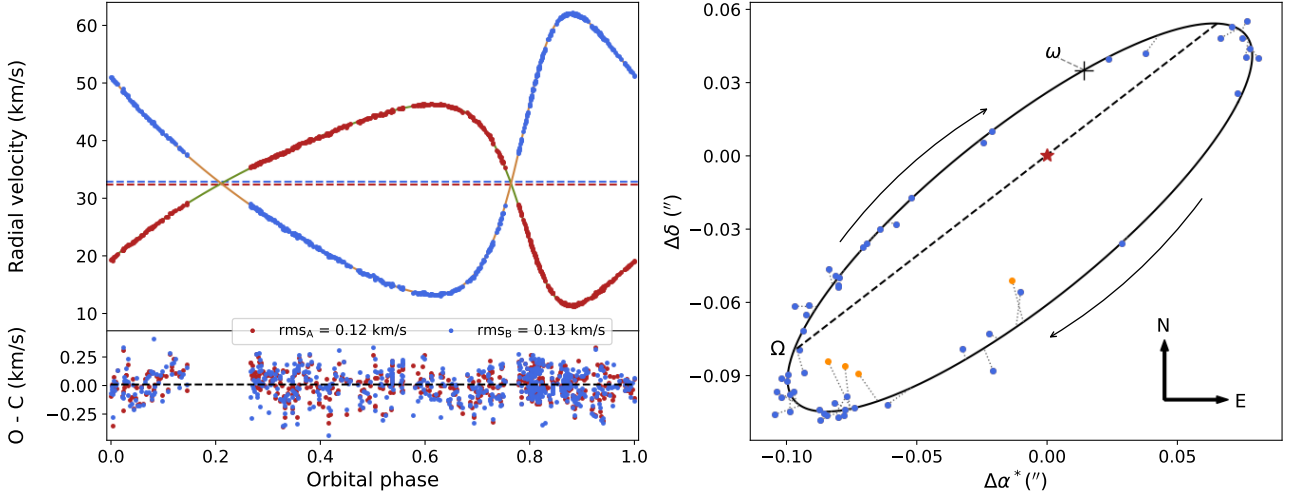 Radial velocity (km/s)
60
50
40
30
20
10
rms_A = 0.12 km/s
rms_B = 0.13 km/s
O - C (km/s)
0.25
0.00
−0.25
0.0 0.2 0.4 0.6 0.8 1.0
Orbital phase
Δδ (′′)
0.06
0.03
0.00
−0.03
−0.06
−0.09
ω
Ω
N
E
−0.10 −0.05 0.00 0.05
Δα*(′′)